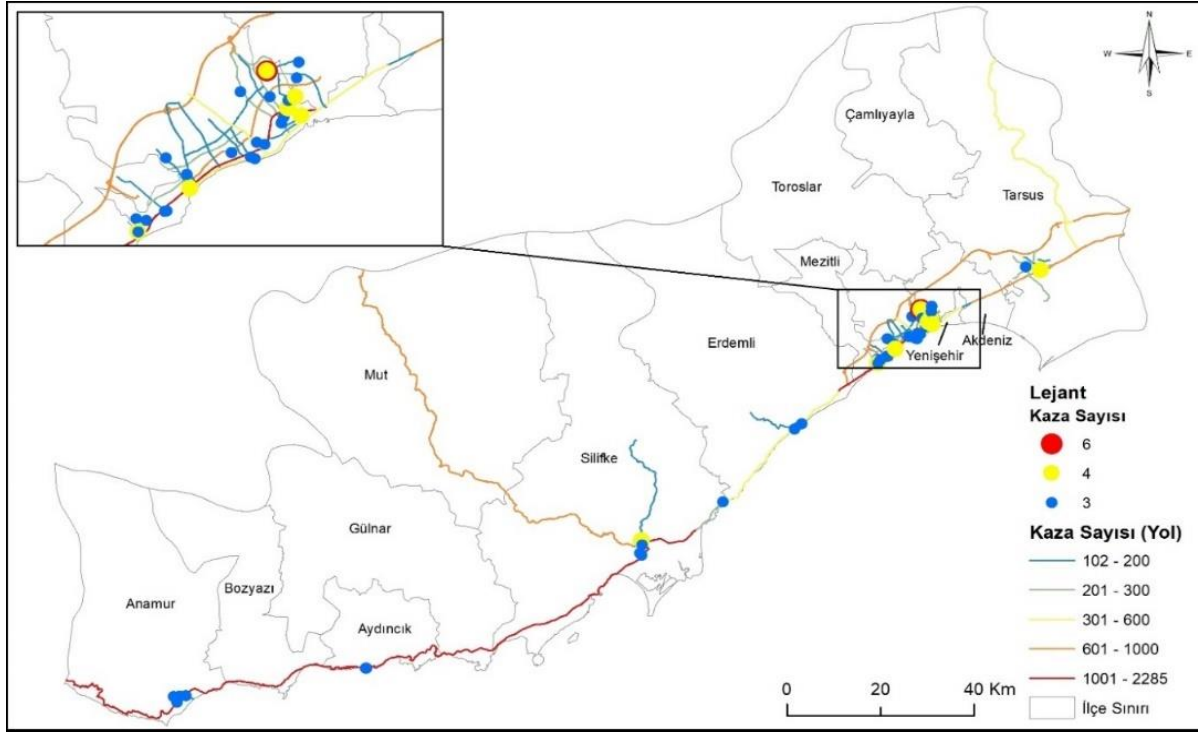 N
W E
S
Çamlıyayla
Toroslar
Tarsus
Mezitli
Erdemli
Yenişehir
Akdeniz
Mut
Silifke
Gülnar
Bozyazı
Anamur
Aydıncık
Lejant
Kaza Sayısı
6
4
3
Kaza Sayısı (Yol)
102 - 200
201 - 300
301 - 600
601 - 1000
1001 - 2285
İlçe Sınırı
0 20 40 Km